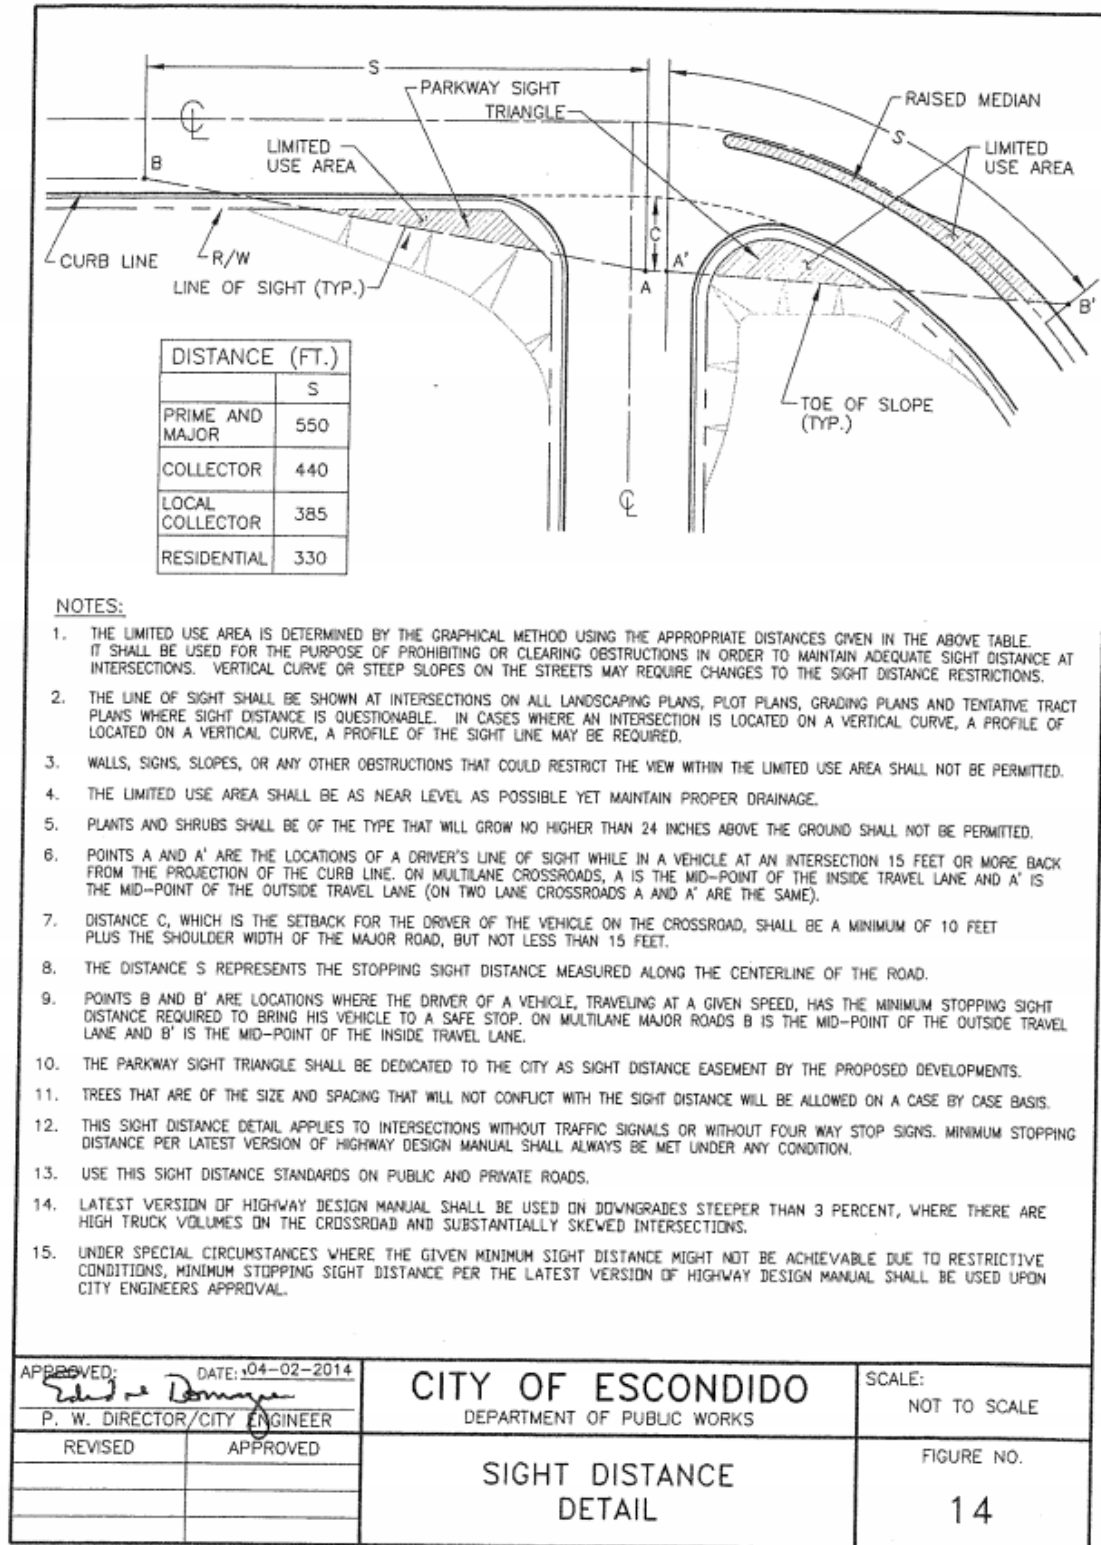 S
PARKWAY SIGHT
TRIANGLE
RAISED MEDIAN
S
℄
LIMITED
USE AREA
LIMITED
USE AREA
B
C
CURB LINE
R/W
A'
LINE OF SIGHT (TYP.)
A
B'
TOE OF SLOPE
(TYP.)
℄
DISTANCE (FT.)
S
PRIME AND
MAJOR 550
COLLECTOR 440
LOCAL
COLLECTOR 385
RESIDENTIAL 330
NOTES:
1. THE LIMITED USE AREA IS DETERMINED BY THE GRAPHICAL METHOD USING THE APPROPRIATE DISTANCES GIVEN IN THE ABOVE TABLE.
IT SHALL BE USED FOR THE PURPOSE OF PROHIBITING OR CLEARING OBSTRUCTIONS IN ORDER TO MAINTAIN ADEQUATE SIGHT DISTANCE AT
INTERSECTIONS. VERTICAL CURVE OR STEEP SLOPES ON THE STREETS MAY REQUIRE CHANGES TO THE SIGHT DISTANCE RESTRICTIONS.
2. THE LINE OF SIGHT SHALL BE SHOWN AT INTERSECTIONS ON ALL LANDSCAPING PLANS, PLOT PLANS, GRADING PLANS AND TENTATIVE TRACT
PLANS WHERE SIGHT DISTANCE IS QUESTIONABLE. IN CASES WHERE AN INTERSECTION IS LOCATED ON A VERTICAL CURVE, A PROFILE OF
LOCATED ON A VERTICAL CURVE, A PROFILE OF THE SIGHT LINE MAY BE REQUIRED.
3. WALLS, SIGNS, SLOPES, OR ANY OTHER OBSTRUCTIONS THAT COULD RESTRICT THE VIEW WITHIN THE LIMITED USE AREA SHALL NOT BE PERMITTED.
4. THE LIMITED USE AREA SHALL BE AS NEAR LEVEL AS POSSIBLE YET MAINTAIN PROPER DRAINAGE.
5. PLANTS AND SHRUBS SHALL BE OF THE TYPE THAT WILL GROW NO HIGHER THAN 24 INCHES ABOVE THE GROUND SHALL NOT BE PERMITTED.
6. POINTS A AND A' ARE THE LOCATIONS OF A DRIVER'S LINE OF SIGHT WHILE IN A VEHICLE AT AN INTERSECTION 15 FEET OR MORE BACK
FROM THE PROJECTION OF THE CURB LINE. ON MULTILANE CROSSROADS, A IS THE MID-POINT OF THE INSIDE TRAVEL LANE AND A' IS
THE MID-POINT OF THE OUTSIDE TRAVEL LANE (ON TWO LANE CROSSROADS A AND A' ARE THE SAME).
7. DISTANCE C, WHICH IS THE SETBACK FOR THE DRIVER OF THE VEHICLE ON THE CROSSROAD, SHALL BE A MINIMUM OF 10 FEET
PLUS THE SHOULDER WIDTH OF THE MAJOR ROAD, BUT NOT LESS THAN 15 FEET.
8. THE DISTANCE S REPRESENTS THE STOPPING SIGHT DISTANCE MEASURED ALONG THE CENTERLINE OF THE ROAD.
9. POINTS B AND B' ARE LOCATIONS WHERE THE DRIVER OF A VEHICLE, TRAVELING AT A GIVEN SPEED, HAS THE MINIMUM STOPPING SIGHT
DISTANCE REQUIRED TO BRING HIS VEHICLE TO A SAFE STOP. ON MULTILANE MAJOR ROADS B IS THE MID-POINT OF THE OUTSIDE TRAVEL
LANE AND B' IS THE MID-POINT OF THE INSIDE TRAVEL LANE.
10. THE PARKWAY SIGHT TRIANGLE SHALL BE DEDICATED TO THE CITY AS SIGHT DISTANCE EASEMENT BY THE PROPOSED DEVELOPMENTS.
11. TREES THAT ARE OF THE SIZE AND SPACING THAT WILL NOT CONFLICT WITH THE SIGHT DISTANCE WILL BE ALLOWED ON A CASE BY CASE BASIS.
12. THIS SIGHT DISTANCE DETAIL APPLIES TO INTERSECTIONS WITHOUT TRAFFIC SIGNALS OR WITHOUT FOUR WAY STOP SIGNS. MINIMUM STOPPING
DISTANCE PER LATEST VERSION OF HIGHWAY DESIGN MANUAL SHALL ALWAYS BE MET UNDER ANY CONDITION.
13. USE THIS SIGHT DISTANCE STANDARDS ON PUBLIC AND PRIVATE ROADS.
14. LATEST VERSION OF HIGHWAY DESIGN MANUAL SHALL BE USED ON DOWNGRADES STEEPER THAN 3 PERCENT, WHERE THERE ARE
HIGH TRUCK VOLUMES ON THE CROSSROAD AND SUBSTANTIALLY SKEWED INTERSECTIONS.
15. UNDER SPECIAL CIRCUMSTANCES WHERE THE GIVEN MINIMUM SIGHT DISTANCE MIGHT NOT BE ACHIEVABLE DUE TO RESTRICTIVE
CONDITIONS, MINIMUM STOPPING SIGHT DISTANCE PER THE LATEST VERSION OF HIGHWAY DESIGN MANUAL SHALL BE USED UPON
CITY ENGINEERS APPROVAL.
APPROVED: DATE: 04-02-2014
P. W. DIRECTOR/CITY ENGINEER
REVISED APPROVED
CITY OF ESCONDIDO
DEPARTMENT OF PUBLIC WORKS
SIGHT DISTANCE
DETAIL
SCALE:
NOT TO SCALE
FIGURE NO.
14